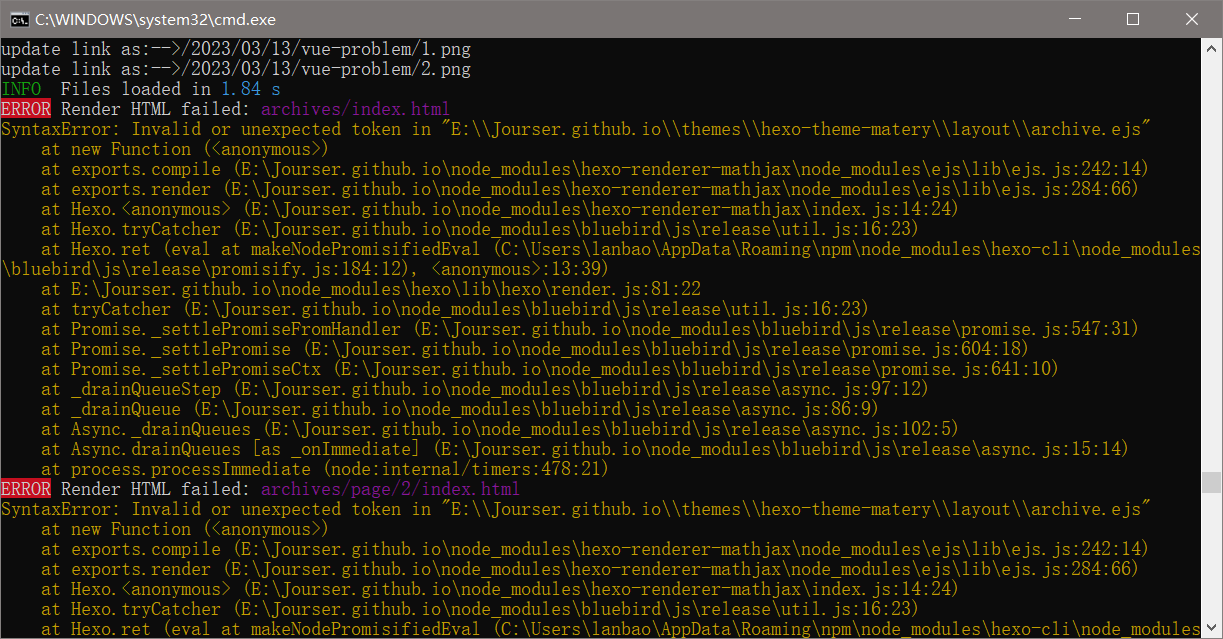 C:\WINDOWS\system32\cmd.exe
update link as:-->/2023/03/13/vue-problem/1.png
update link as:-->/2023/03/13/vue-problem/2.png
INFO  Files loaded in 1.84 s
ERROR Render HTML failed: archives/index.html
SyntaxError: Invalid or unexpected token in "E:\\Jourser.github.io\\themes\\hexo-theme-matery\\layout\\archive.ejs"
    at new Function (<anonymous>)
    at exports.compile (E:\Jourser.github.io\node_modules\hexo-renderer-mathjax\node_modules\ejs\lib\ejs.js:242:14)
    at exports.render (E:\Jourser.github.io\node_modules\hexo-renderer-mathjax\node_modules\ejs\lib\ejs.js:284:66)
    at Hexo.<anonymous> (E:\Jourser.github.io\node_modules\hexo-renderer-mathjax\index.js:14:24)
    at Hexo.tryCatcher (E:\Jourser.github.io\node_modules\bluebird\js\release\util.js:16:23)
    at Hexo.ret (eval at makeNodePromisifiedEval (C:\Users\lanbao\AppData\Roaming\npm\node_modules\hexo-cli\node_modules
\bluebird\js\release\promisify.js:184:12), <anonymous>:13:39)
    at E:\Jourser.github.io\node_modules\hexo\lib\hexo\render.js:81:22
    at tryCatcher (E:\Jourser.github.io\node_modules\bluebird\js\release\util.js:16:23)
    at Promise._settlePromiseFromHandler (E:\Jourser.github.io\node_modules\bluebird\js\release\promise.js:547:31)
    at Promise._settlePromise (E:\Jourser.github.io\node_modules\bluebird\js\release\promise.js:604:18)
    at Promise._settlePromiseCtx (E:\Jourser.github.io\node_modules\bluebird\js\release\promise.js:641:10)
    at _drainQueueStep (E:\Jourser.github.io\node_modules\bluebird\js\release\async.js:97:12)
    at _drainQueue (E:\Jourser.github.io\node_modules\bluebird\js\release\async.js:86:9)
    at Async._drainQueues (E:\Jourser.github.io\node_modules\bluebird\js\release\async.js:102:5)
    at Async.drainQueues [as _onImmediate] (E:\Jourser.github.io\node_modules\bluebird\js\release\async.js:15:14)
    at process.processImmediate (node:internal/timers:478:21)
ERROR Render HTML failed: archives/page/2/index.html
SyntaxError: Invalid or unexpected token in "E:\\Jourser.github.io\\themes\\hexo-theme-matery\\layout\\archive.ejs"
    at new Function (<anonymous>)
    at exports.compile (E:\Jourser.github.io\node_modules\hexo-renderer-mathjax\node_modules\ejs\lib\ejs.js:242:14)
    at exports.render (E:\Jourser.github.io\node_modules\hexo-renderer-mathjax\node_modules\ejs\lib\ejs.js:284:66)
    at Hexo.<anonymous> (E:\Jourser.github.io\node_modules\hexo-renderer-mathjax\index.js:14:24)
    at Hexo.tryCatcher (E:\Jourser.github.io\node_modules\bluebird\js\release\util.js:16:23)
    at Hexo.ret (eval at makeNodePromisifiedEval (C:\Users\lanbao\AppData\Roaming\npm\node_modules\hexo-cli\node_modules